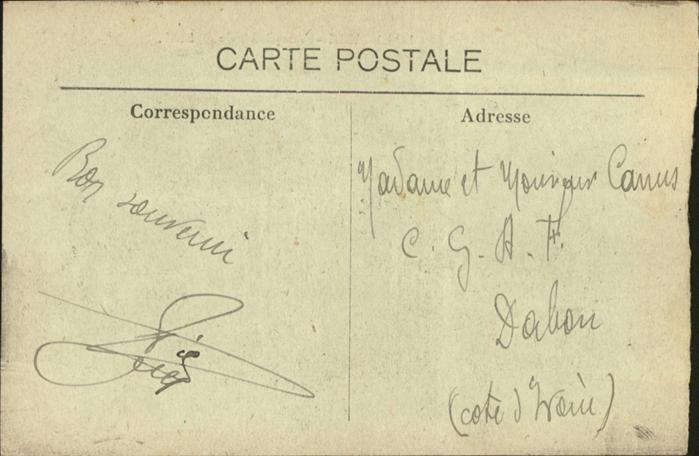 CARTE POSTALE
Correspondance
Adresse
Bon souvenir
Madame et Monsieur Camus
C. G. A. F.
Dabou
(cote d'Ivoire)